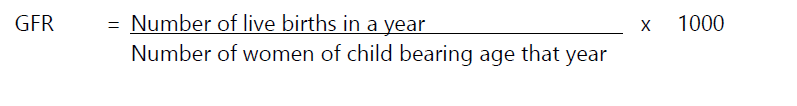 GFR = Number of live births in a year x 1000
Number of women of child bearing age that year